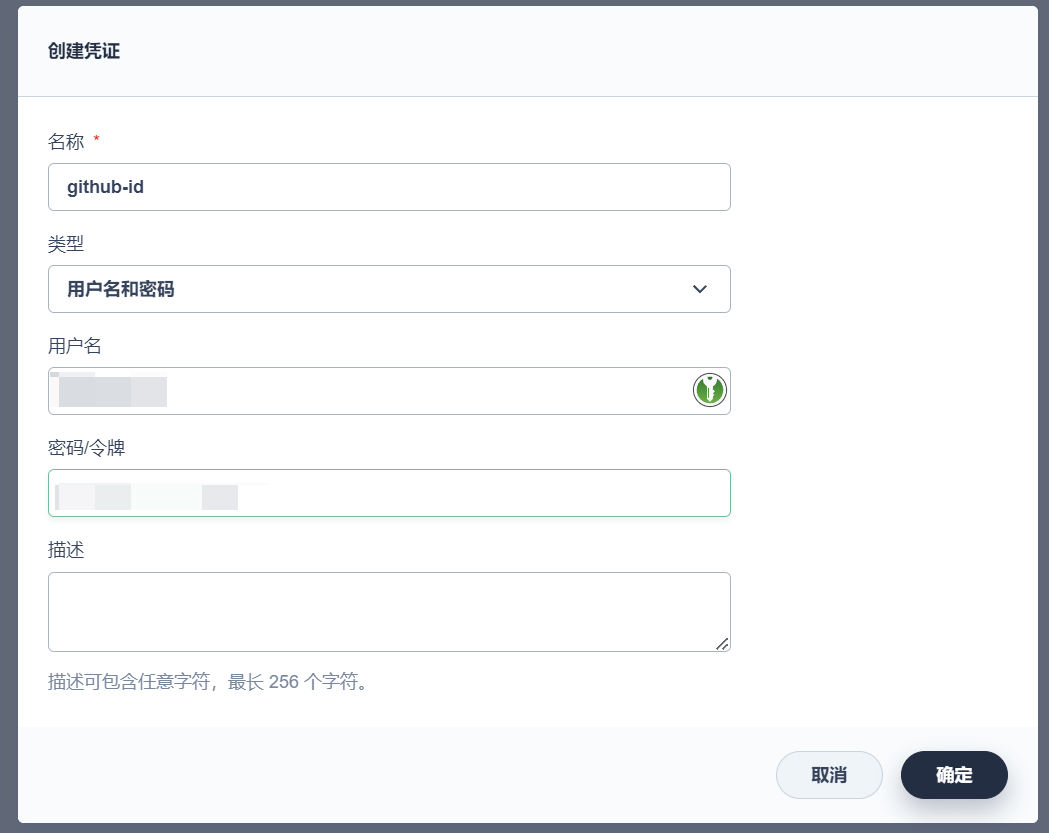 创建凭证
名称 *
github-id
类型
用户名和密码
用户名
密码/令牌
描述
描述可包含任意字符，最长 256 个字符。
取消
确定